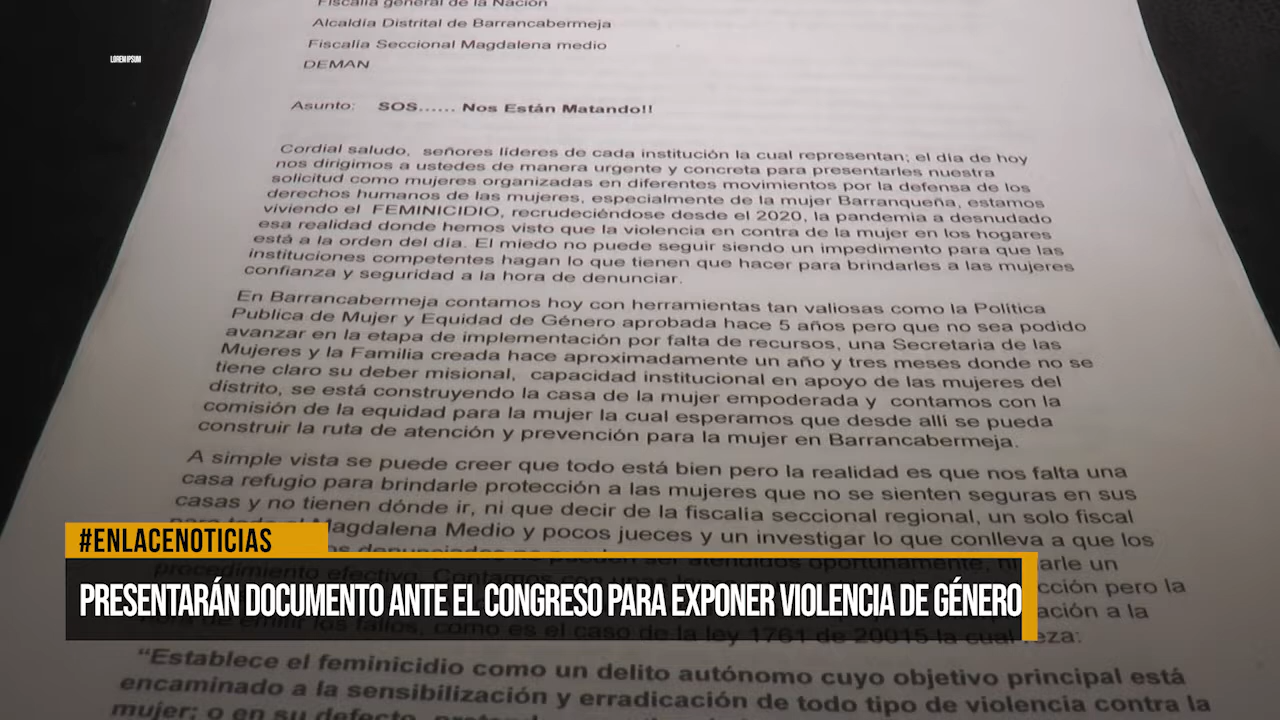 Fiscalía general de la Nación
LOREM IPSUM
Alcaldía Distrital de Barrancabermeja
Fiscalía Seccional Magdalena medio
DEMAN
Asunto: SOS...... Nos Están Matando!!
Cordial saludo, señores líderes de cada institución la cual representan; el día de hoy
nos dirigimos a ustedes de manera urgente y concreta para presentarles nuestra
solicitud como mujeres organizadas en diferentes movimientos por la defensa de los
derechos humanos de las mujeres, especialmente de la mujer Barranqueña, estamos
viviendo el FEMINICIDIO, recrudeciéndose desde el 2020, la pandemia a desnudado
esa realidad donde hemos visto que la violencia en contra de la mujer en los hogares
está a la orden del día. El miedo no puede seguir siendo un impedimento para que las
instituciones competentes hagan lo que tienen que hacer para brindarles a las mujeres
confianza y seguridad a la hora de denunciar.
En Barrancabermeja contamos hoy con herramientas tan valiosas como la Política
Publica de Mujer y Equidad de Género aprobada hace 5 años pero que no sea podido
avanzar en la etapa de implementación por falta de recursos, una Secretaria de las
Mujeres y la Familia creada hace aproximadamente un año y tres meses donde no se
tiene claro su deber misional, capacidad institucional en apoyo de las mujeres del
distrito, se está construyendo la casa de la mujer empoderada y contamos con la
comisión de la equidad para la mujer la cual esperamos que desde allí se pueda
construir la ruta de atención y prevención para la mujer en Barrancabermeja.
A simple vista se puede creer que todo está bien pero la realidad es que nos falta una
casa refugio para brindarle protección a las mujeres que no se sienten seguras en sus
casas y no tienen dónde ir, ni que decir de la fiscalía seccional regional, un solo fiscal
Magdalena Medio y pocos jueces y un investigar lo que conlleva a que los
#ENLACENOTICIAS
PRESENTARÁN DOCUMENTO ANTE EL CONGRESO PARA EXPONER VIOLENCIA DE GÉNERO
procedimiento efectivo. pero la
a la
hora de emitir los fallos, como es el caso de la ley 1761 de 20015 la cual reza:
“Establece el feminicidio como un delito autónomo cuyo objetivo principal está
encaminado a la sensibilización y erradicación de todo tipo de violencia contra la
mujer; o en su defecto,